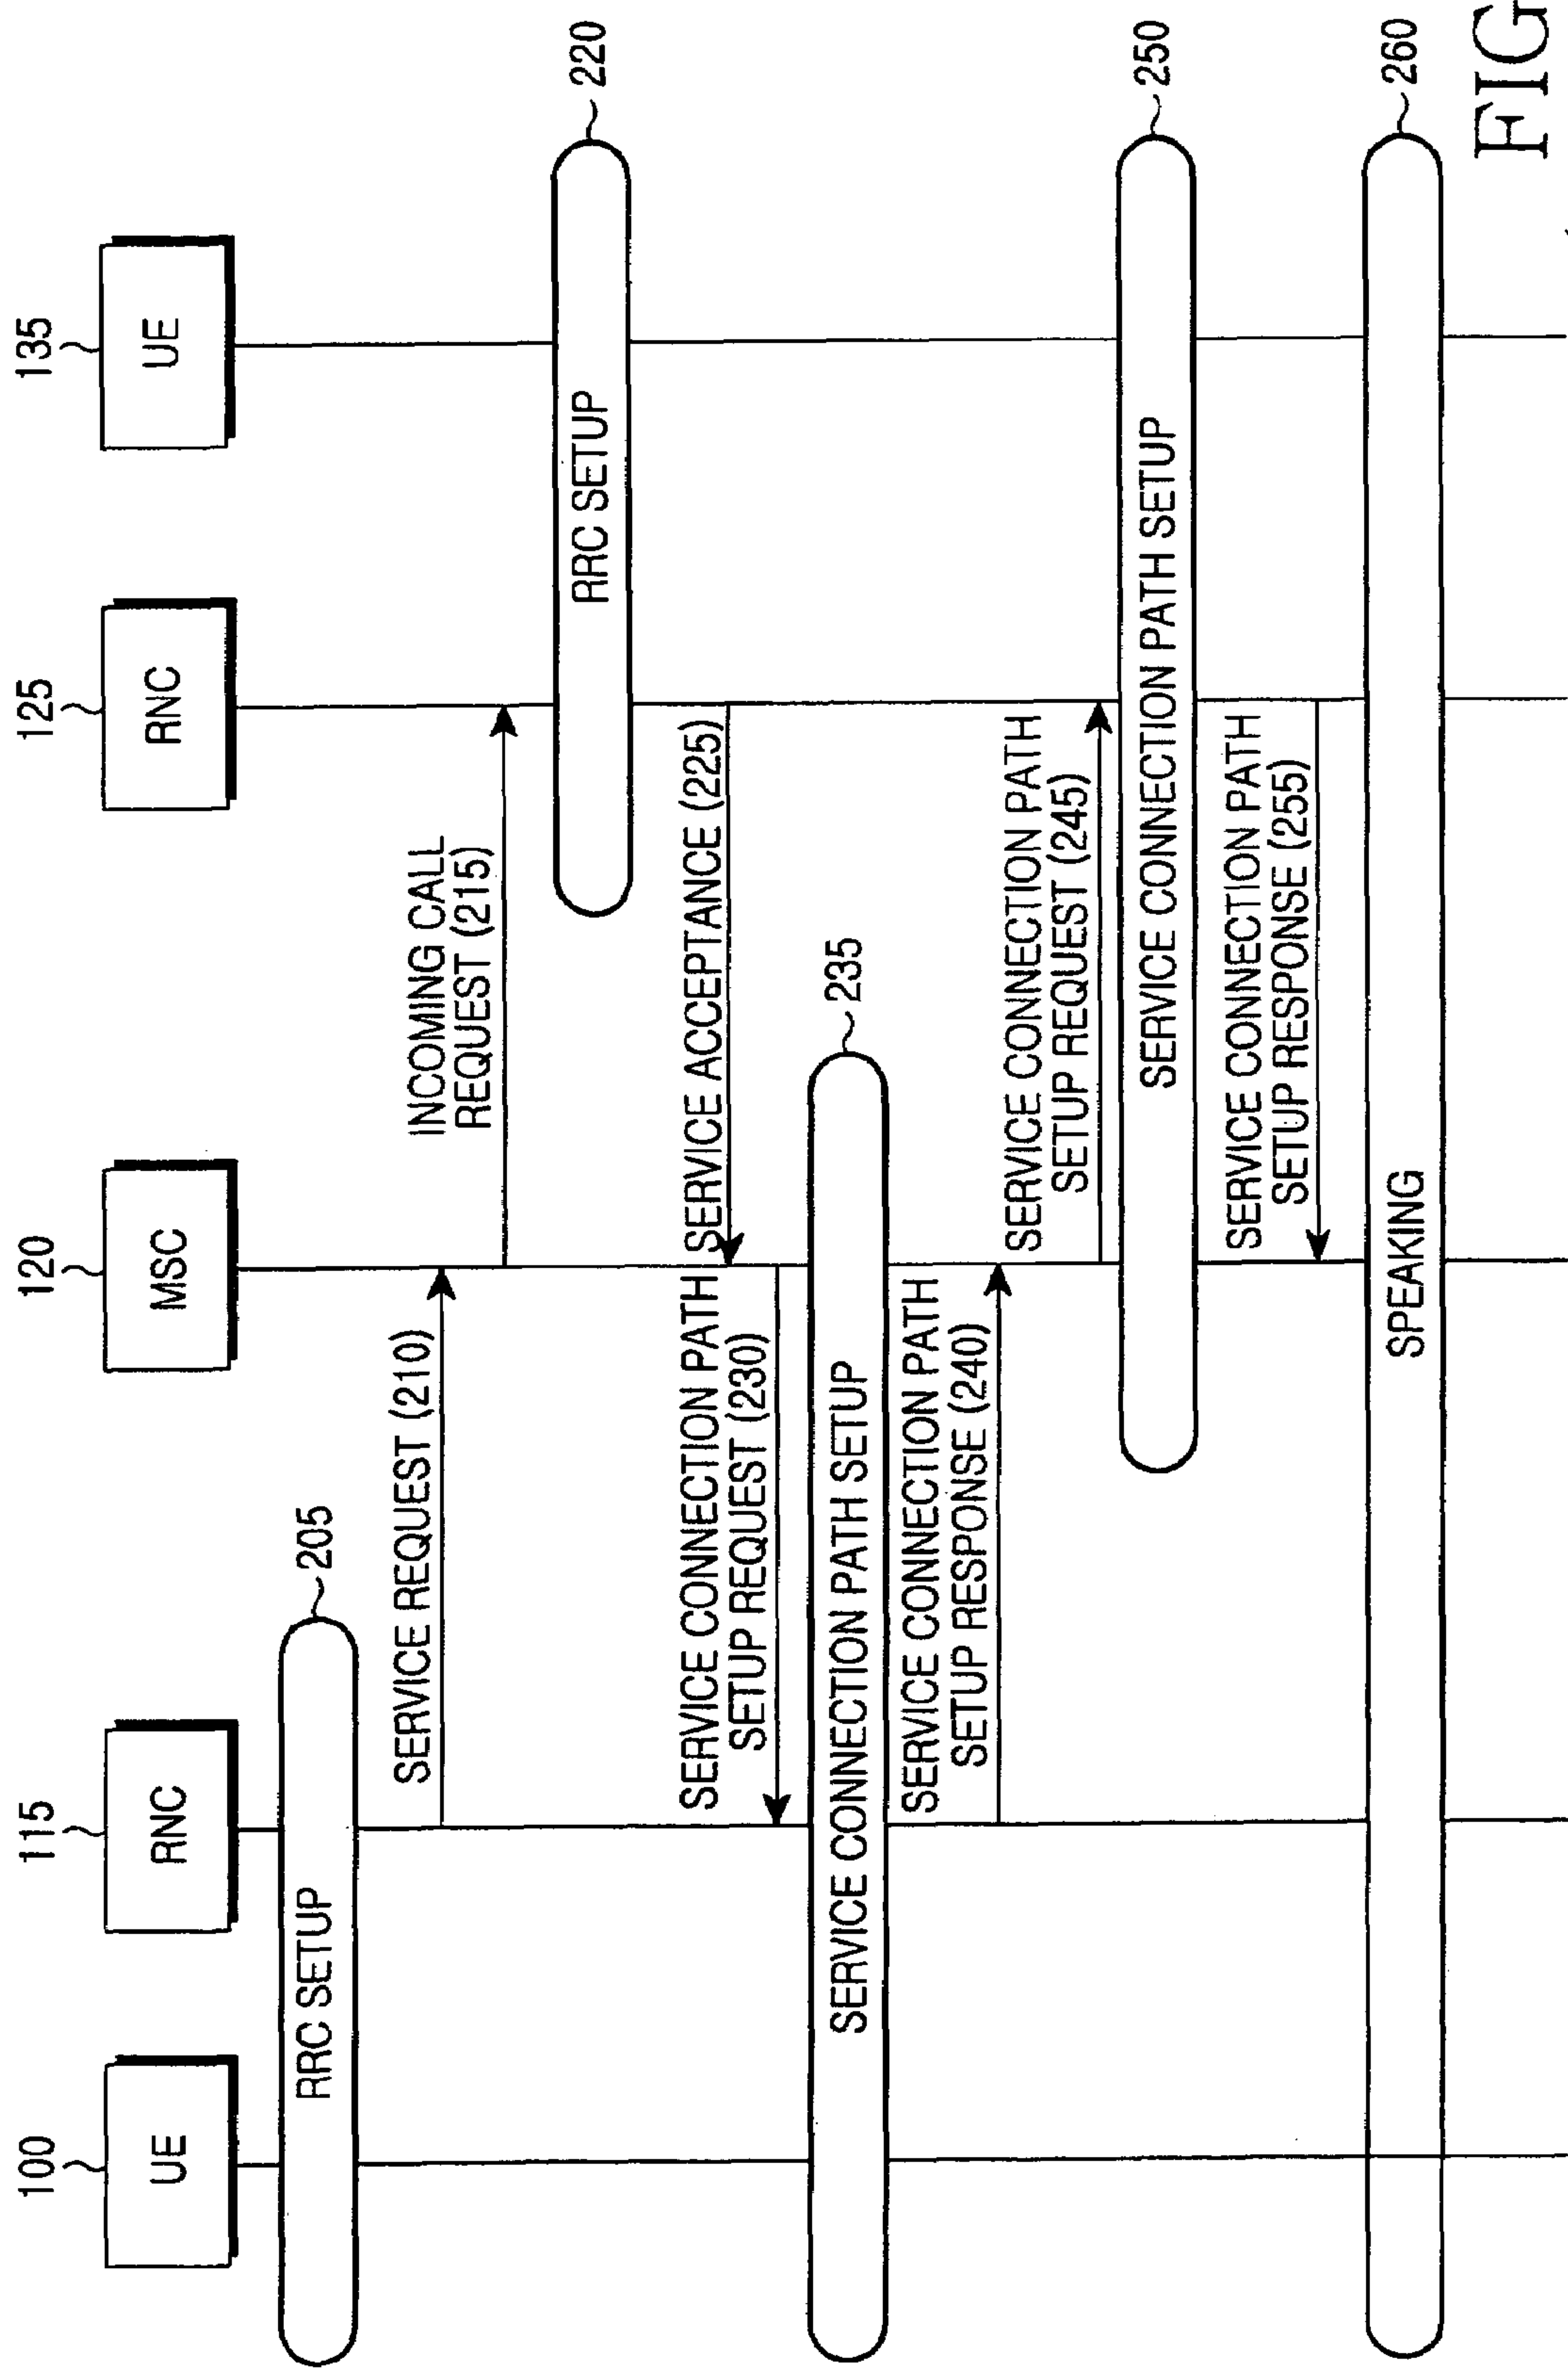 100
115
120
125
135
UE
RNC
MSC
RNC
UE
RRC SETUP
205
SERVICE REQUEST (210)
INCOMING CALL
REQUEST (215)
RRC SETUP
220
SERVICE ACCEPTANCE (225)
SERVICE CONNECTION PATH
SETUP REQUEST (230)
SERVICE CONNECTION PATH SETUP
235
SERVICE CONNECTION PATH
SETUP RESPONSE (240)
SERVICE CONNECTION PATH
SETUP REQUEST (245)
SERVICE CONNECTION PATH SETUP
250
SERVICE CONNECTION PATH
SETUP RESPONSE (255)
SPEAKING
260
FIG